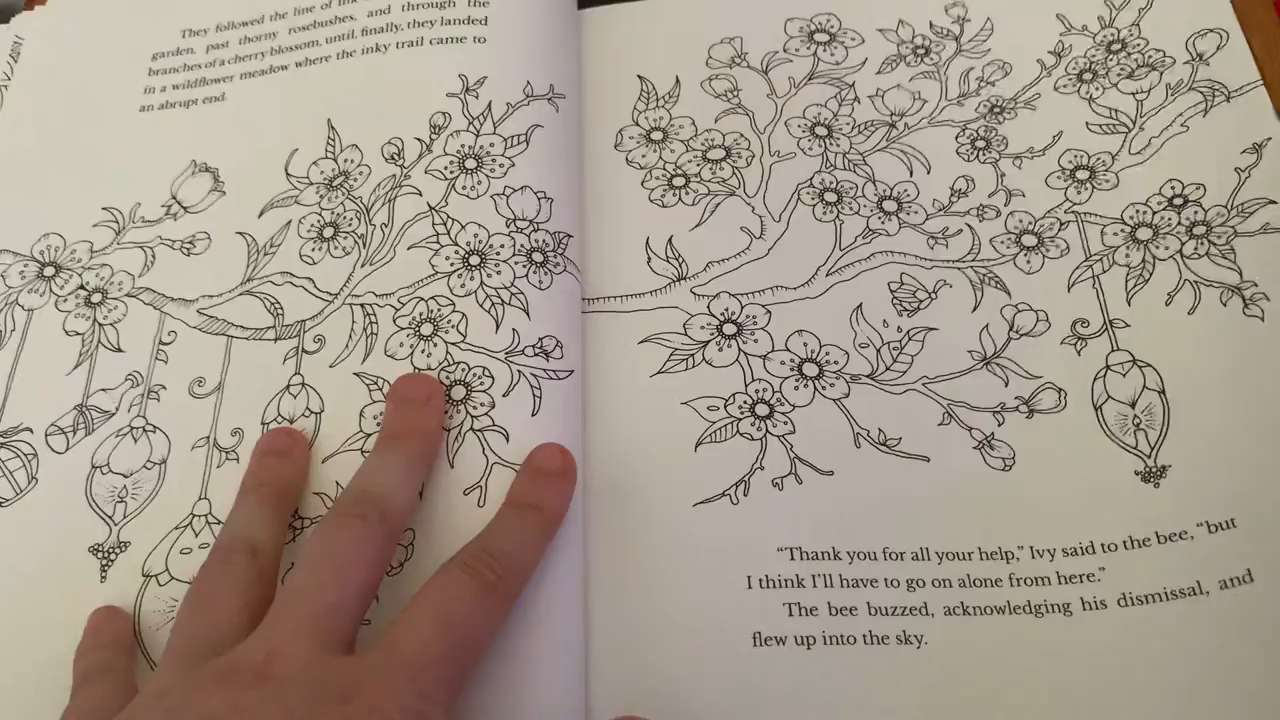 They followed the line of ink
garden, past thorny rosebushes, and through the
branches of a cherry blossom, until, finally, they landed
in a wildflower meadow where the inky trail came to
an abrupt end.
“Thank you for all your help,” Ivy said to the bee, “but
I think I’ll have to go on alone from here.”
The bee buzzed, acknowledging his dismissal, and
flew up into the sky.